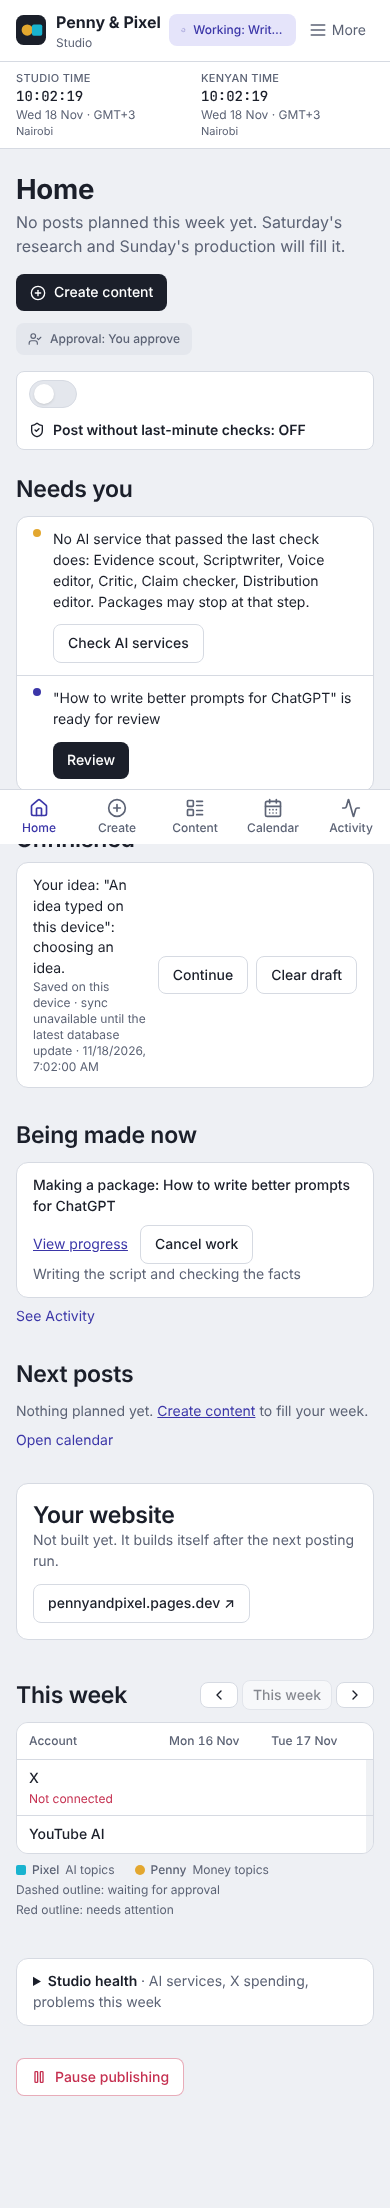 Penny & Pixel
Studio
Working: Writ...
More
STUDIO TIME
10:02:19
Wed 18 Nov · GMT+3
Nairobi
KENYAN TIME
10:02:19
Wed 18 Nov · GMT+3
Nairobi
Home
No posts planned this week yet. Saturday's
research and Sunday's production will fill it.
Create content
Approval: You approve
Post without last-minute checks: OFF
Needs you
No AI service that passed the last check
does: Evidence scout, Scriptwriter, Voice
editor, Critic, Claim checker, Distribution
editor. Packages may stop at that step.
Check AI services
"How to write better prompts for ChatGPT" is
ready for review
Review
Home
Create
Content
Calendar
Activity
Unfinished
Your idea: "An
idea typed on
this device":
choosing an
idea.
Saved on this
device · sync
unavailable until the
latest database
update · 11/18/2026,
7:02:00 AM
Continue
Clear draft
Being made now
Making a package: How to write better prompts
for ChatGPT
View progress
Cancel work
Writing the script and checking the facts
See Activity
Next posts
Nothing planned yet. Create content to fill your week.
Open calendar
Your website
Not built yet. It builds itself after the next posting
run.
pennyandpixel.pages.dev ↗
This week
This week
Account
Mon 16 Nov
Tue 17 Nov
X
Not connected
YouTube AI
Pixel AI topics
Penny Money topics
Dashed outline: waiting for approval
Red outline: needs attention
Studio health · AI services, X spending,
problems this week
Pause publishing